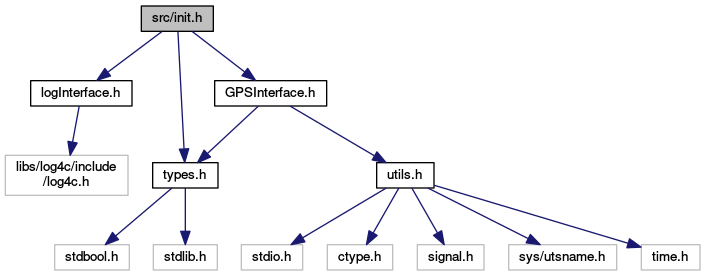 src/init.h
logInterface.h
GPSInterface.h
libs/log4c/include
/log4c.h
types.h
utils.h
stdbool.h
stdlib.h
stdio.h
ctype.h
signal.h
sys/utsname.h
time.h